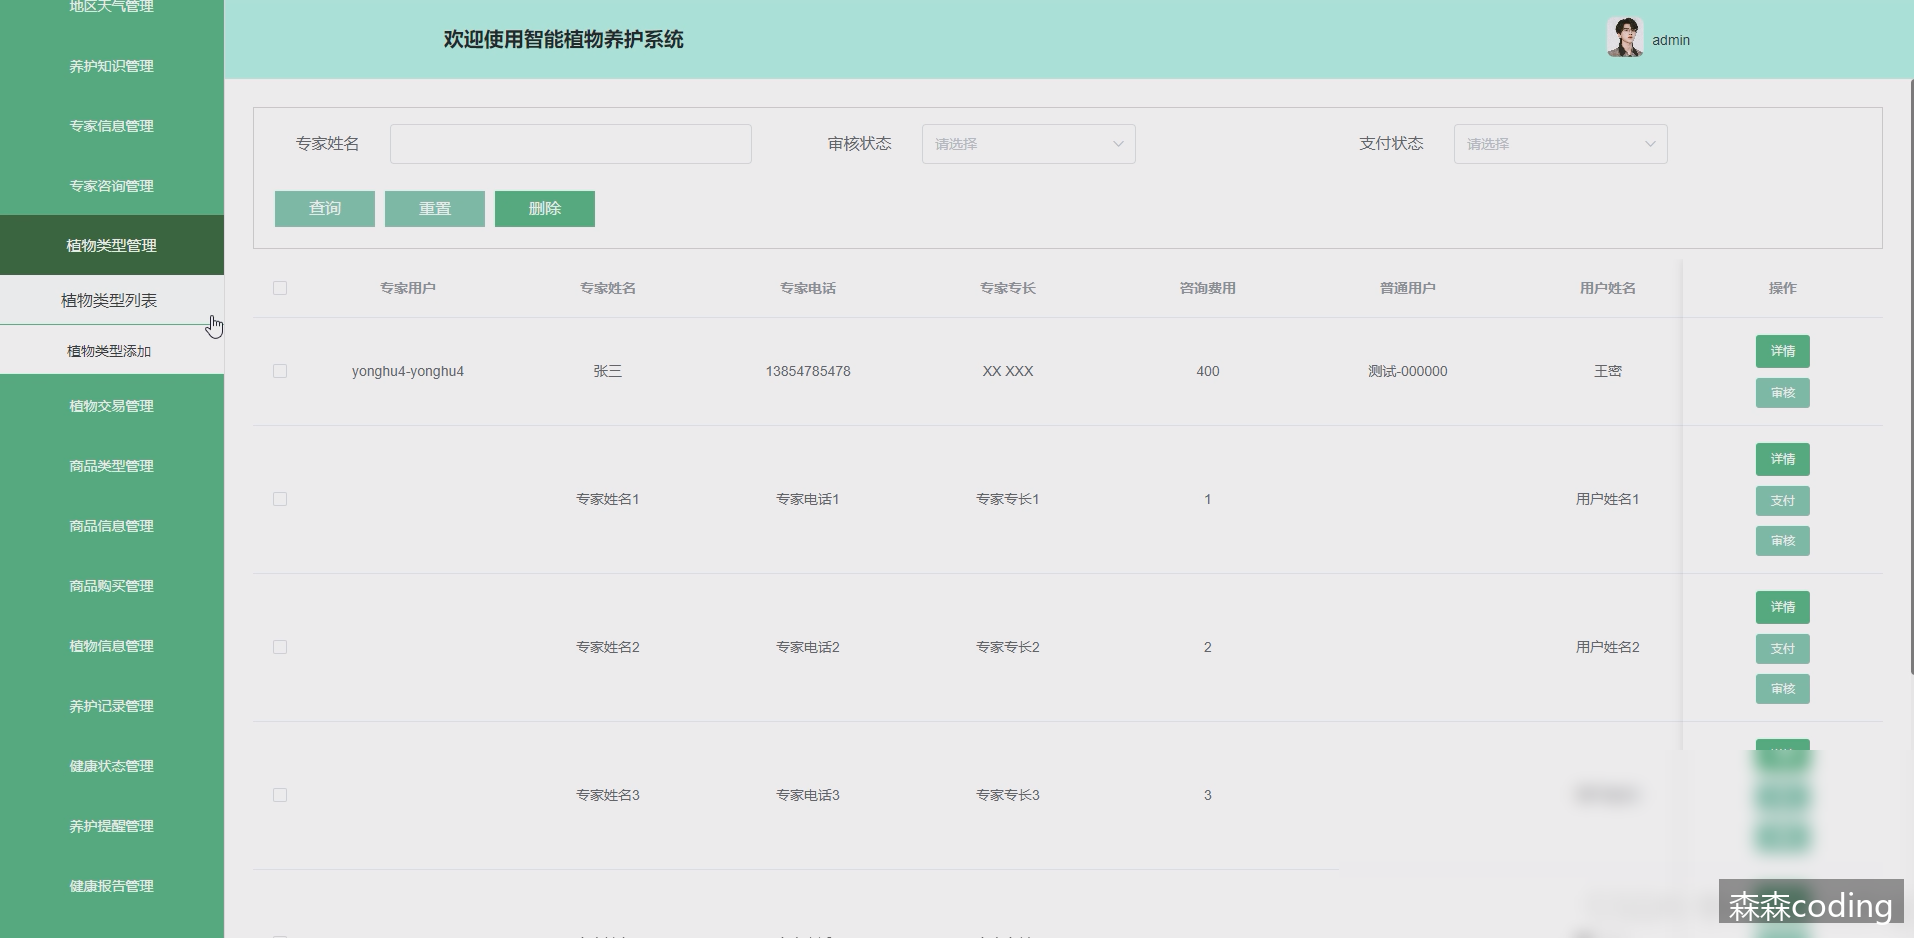 地区天气管理
养护知识管理
专家信息管理
专家咨询管理
植物类型管理
植物类型列表
植物类型添加
植物交易管理
商品类型管理
商品信息管理
商品购买管理
植物信息管理
养护记录管理
健康状态管理
养护提醒管理
健康报告管理
欢迎使用智能植物养护系统
admin
专家姓名 审核状态 请选择 支付状态 请选择
查询 重置 删除
专家用户 专家姓名 专家电话 专家专长 咨询费用 普通用户 用户姓名 操作
yonghu4-yonghu4 张三 13854785478 XX XXX 400 测试-000000 王密 详情
审核
专家姓名1 专家电话1 专家专长1 1 用户姓名1 详情
支付
审核
专家姓名2 专家电话2 专家专长2 2 用户姓名2 详情
支付
审核
专家姓名3 专家电话3 专家专长3 3
森森coding